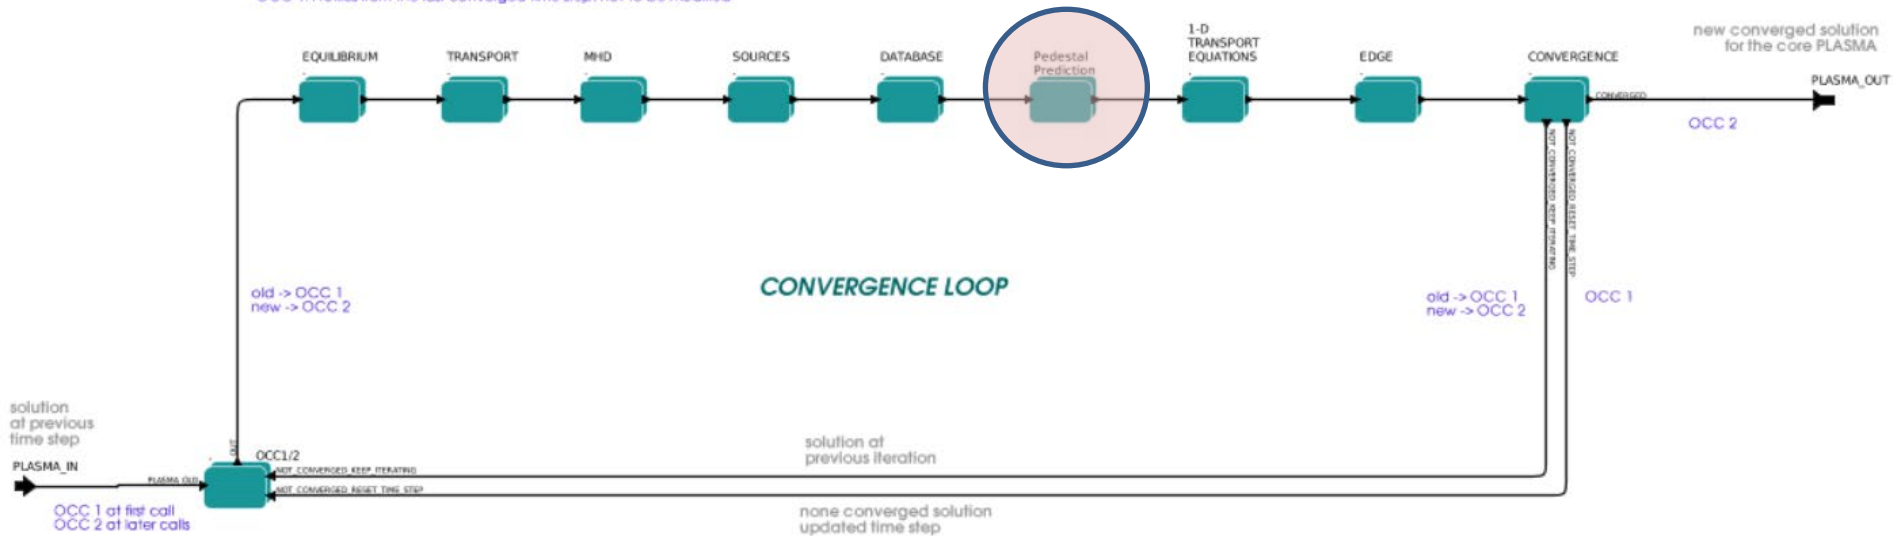 EQUILIBRIUM
TRANSPORT
MHD
SOURCES
DATABASE
Pedestal
Prediction
1-D
TRANSPORT
EQUATIONS
EDGE
CONVERGENCE
new converged solution
for the core PLASMA
PLASMA_OUT
CONVERGED
OCC 2
NOT_CONVERGED_KEEP_ITERATING
NOT_CONVERGED_RESET_TIME_STEP
CONVERGENCE LOOP
old -> OCC 1
new -> OCC 2
old -> OCC 1
new -> OCC 2
OCC 1
solution
at previous
time step
PLASMA_IN
PLASMA_OLD
OUT
OCC1/2
NOT_CONVERGED_KEEP_ITERATING
NOT_CONVERGED_RESET_TIME_STEP
solution at
previous iteration
OCC 1 at first call
OCC 2 at later calls
none converged solution
updated time step